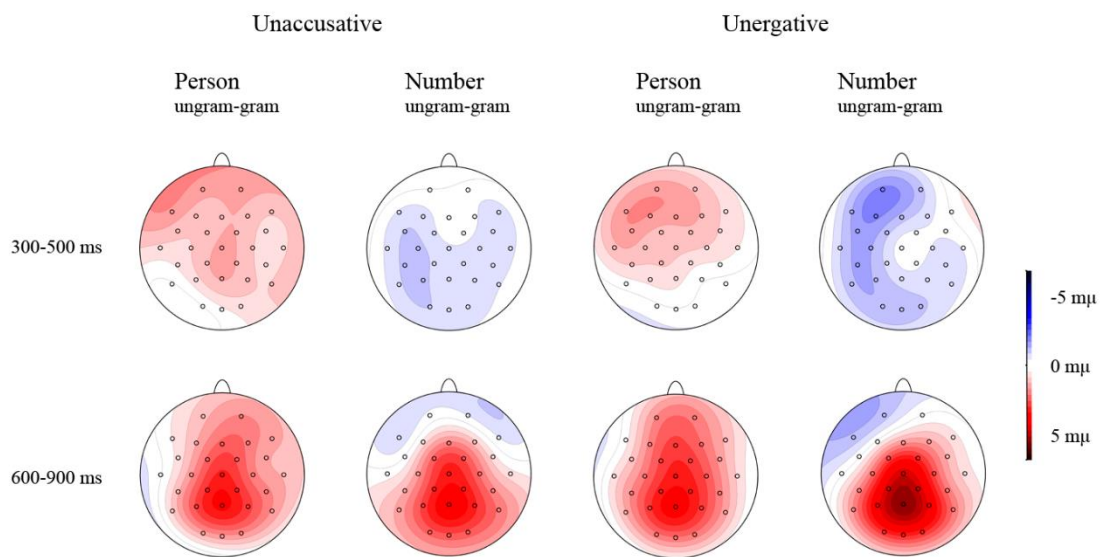 Unaccusative Unergative
Person Number Person Number
ungram-gram ungram-gram ungram-gram ungram-gram
300-500 ms
-5 mμ
0 mμ
5 mμ
600-900 ms